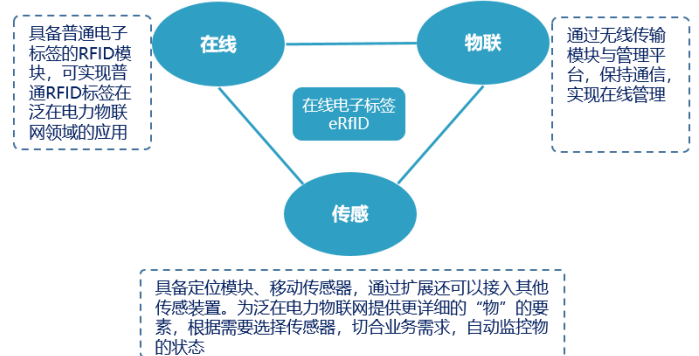 具备普通电子
标签的RFID模
块，可实现普
通RFID标签在
泛在电力物联
网领域的应用
在线
物联
通过无线传输
模块与管理平
台，保持通信，
实现在线管理
在线电子标签
eRfID
传感
具备定位模块、移动传感器，通过扩展还可以接入其他
传感装置。为泛在电力物联网提供更详细的“物”的要
素，根据需要选择传感器，切合业务需求，自动监控物
的状态